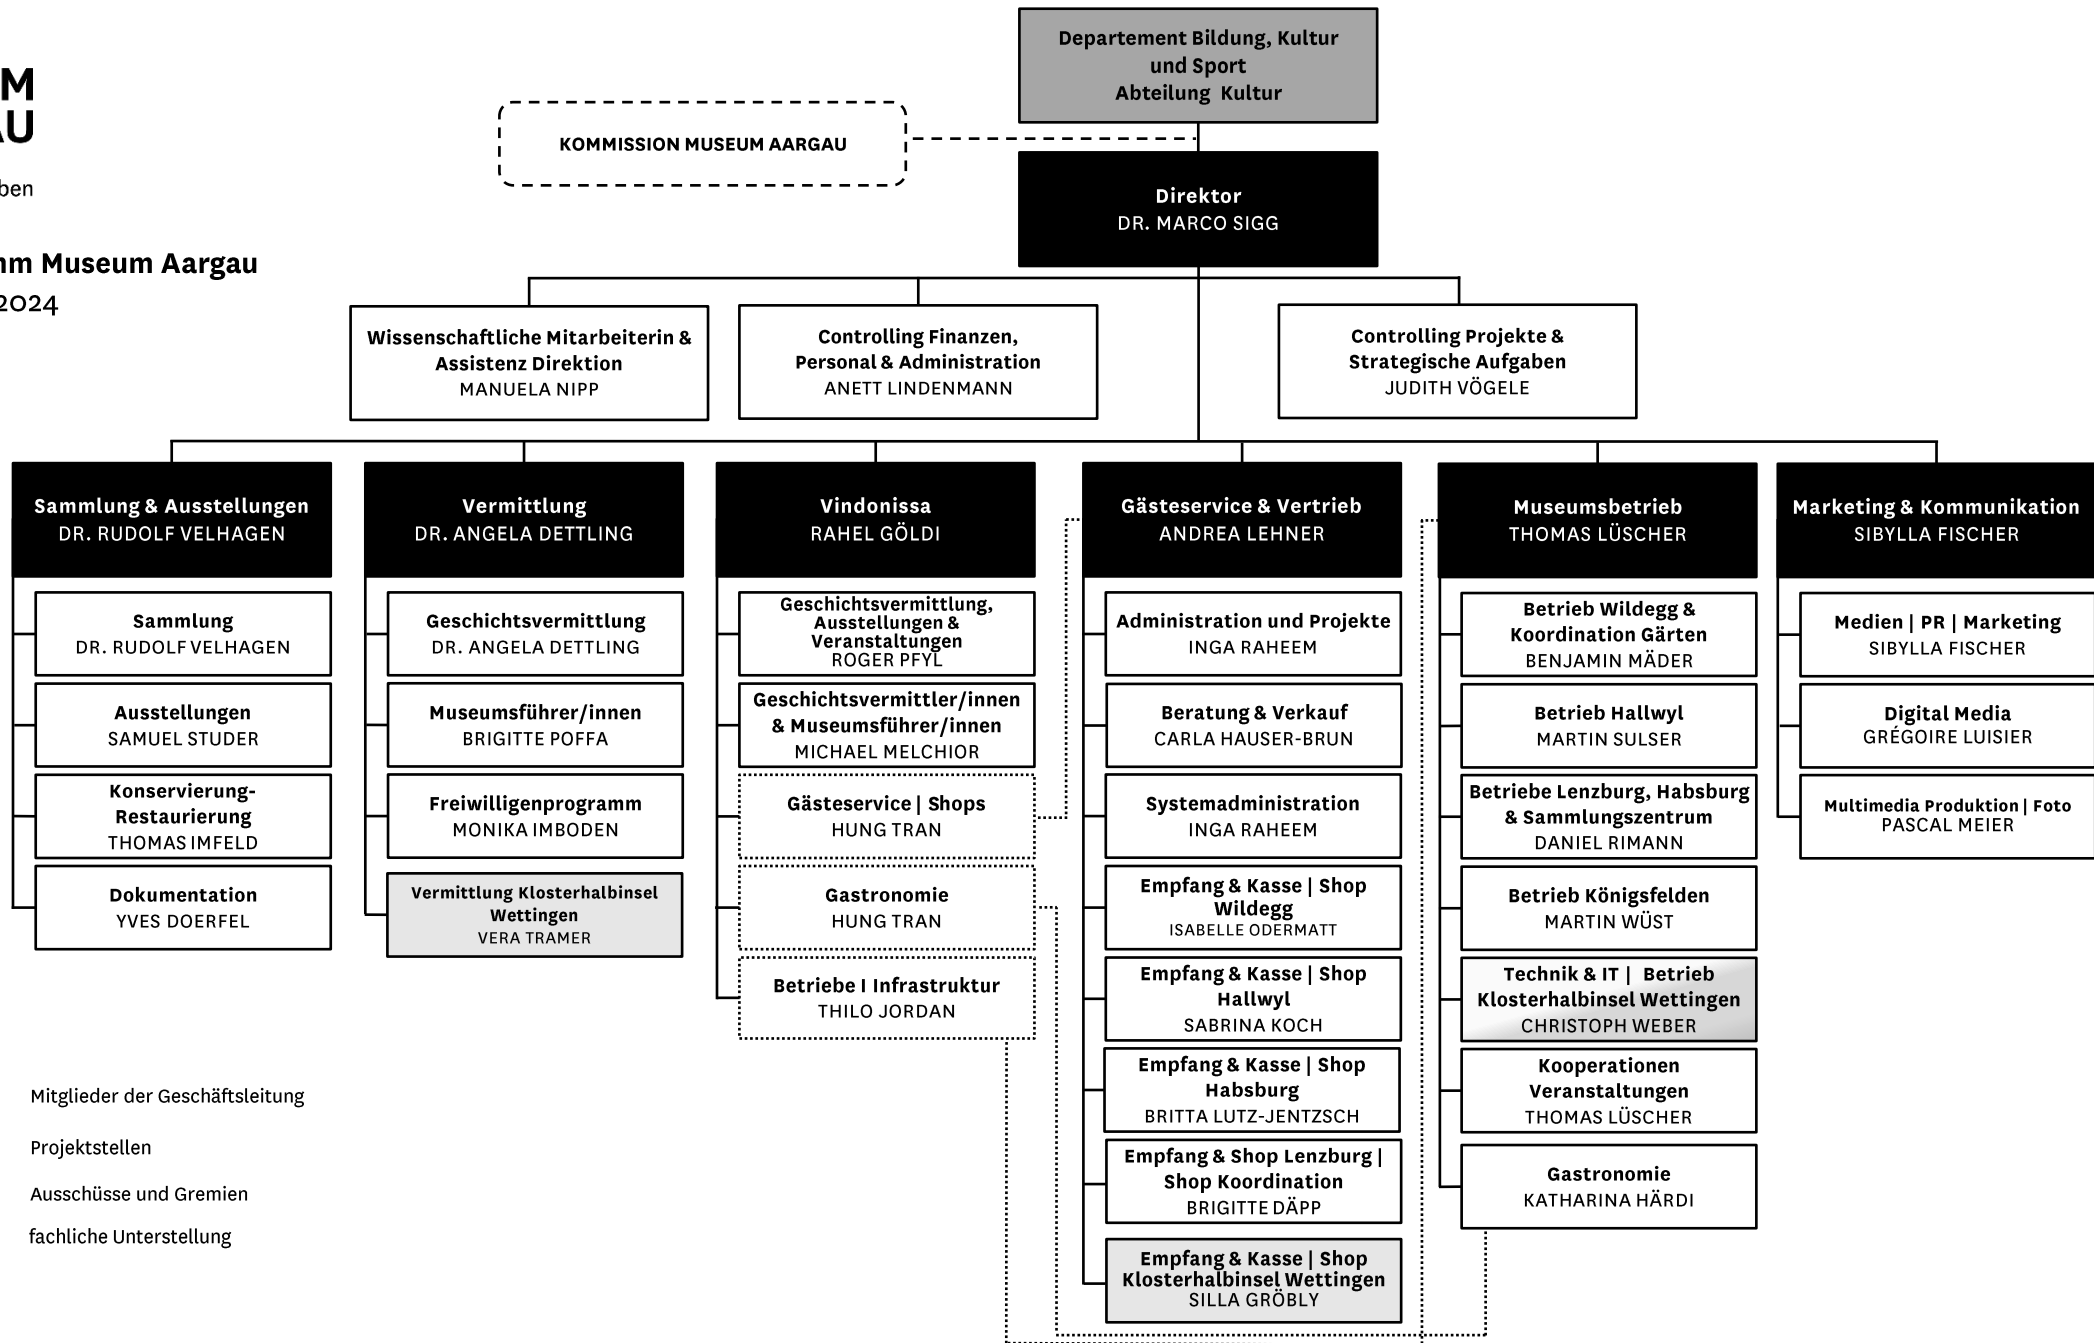 M
AU
ben
Departement Bildung, Kultur
und Sport
Abteilung Kultur
KOMMISSION MUSEUM AARGAU
Direktor
DR. MARCO SIGG
mm Museum Aargau
2024
Wissenschaftliche Mitarbeiterin &
Assistenz Direktion
MANUELA NIPP
Controlling Finanzen,
Personal & Administration
ANETT LINDENMANN
Controlling Projekte &
Strategische Aufgaben
JUDITH VÖGELE
Sammlung & Ausstellungen
DR. RUDOLF VELHAGEN
Sammlung
DR. RUDOLF VELHAGEN
Ausstellungen
SAMUEL STUDER
Konservierung-
Restaurierung
THOMAS IMFELD
Dokumentation
YVES DOERFEL
Vermittlung
DR. ANGELA DETTLING
Geschichtsvermittlung
DR. ANGELA DETTLING
Museumsführer/innen
BRIGITTE POFFA
Freiwilligenprogramm
MONIKA IMBODEN
Vermittlung Klosterhalbinsel
Wettingen
VERA TRAMER
Vindonissa
RAHEL GÖLDI
Geschichtsvermittlung,
Ausstellungen &
Veranstaltungen
ROGER PFYL
Geschichtsvermittler/innen
& Museumsführer/innen
MICHAEL MELCHIOR
Gästeservice | Shops
HUNG TRAN
Gastronomie
HUNG TRAN
Betriebe I Infrastruktur
THILO JORDAN
Gästeservice & Vertrieb
ANDREA LEHNER
Administration und Projekte
INGA RAHEEM
Beratung & Verkauf
CARLA HAUSER-BRUN
Systemadministration
INGA RAHEEM
Empfang & Kasse | Shop
Wildegg
ISABELLE ODERMATT
Empfang & Kasse | Shop
Hallwyl
SABRINA KOCH
Empfang & Kasse | Shop
Habsburg
BRITTA LUTZ-JENTZSCH
Empfang & Shop Lenzburg |
Shop Koordination
BRIGITTE DÄPP
Empfang & Kasse | Shop
Klosterhalbinsel Wettingen
SILLA GRÖBLY
Museumsbetrieb
THOMAS LÜSCHER
Betrieb Wildegg &
Koordination Gärten
BENJAMIN MÄDER
Betrieb Hallwyl
MARTIN SULSER
Betriebe Lenzburg, Habsburg
& Sammlungszentrum
DANIEL RIMANN
Betrieb Königsfelden
MARTIN WÜST
Technik & IT | Betrieb
Klosterhalbinsel Wettingen
CHRISTOPH WEBER
Kooperationen
Veranstaltungen
THOMAS LÜSCHER
Gastronomie
KATHARINA HÄRDI
Marketing & Kommunikation
SIBYLLA FISCHER
Medien | PR | Marketing
SIBYLLA FISCHER
Digital Media
GRÉGOIRE LUISIER
Multimedia Produktion | Foto
PASCAL MEIER
Mitglieder der Geschäftsleitung
Projektstellen
Ausschüsse und Gremien
fachliche Unterstellung